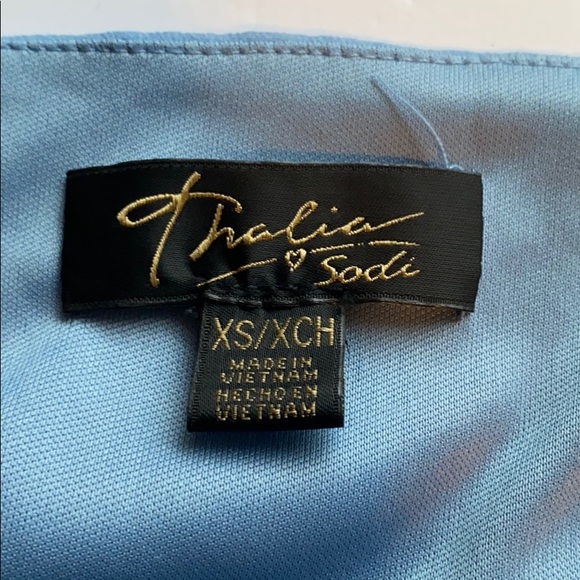 Thalia
Sodi
XS/XCH
MADE IN
VIETNAM
HECHO EN
VIETNAM